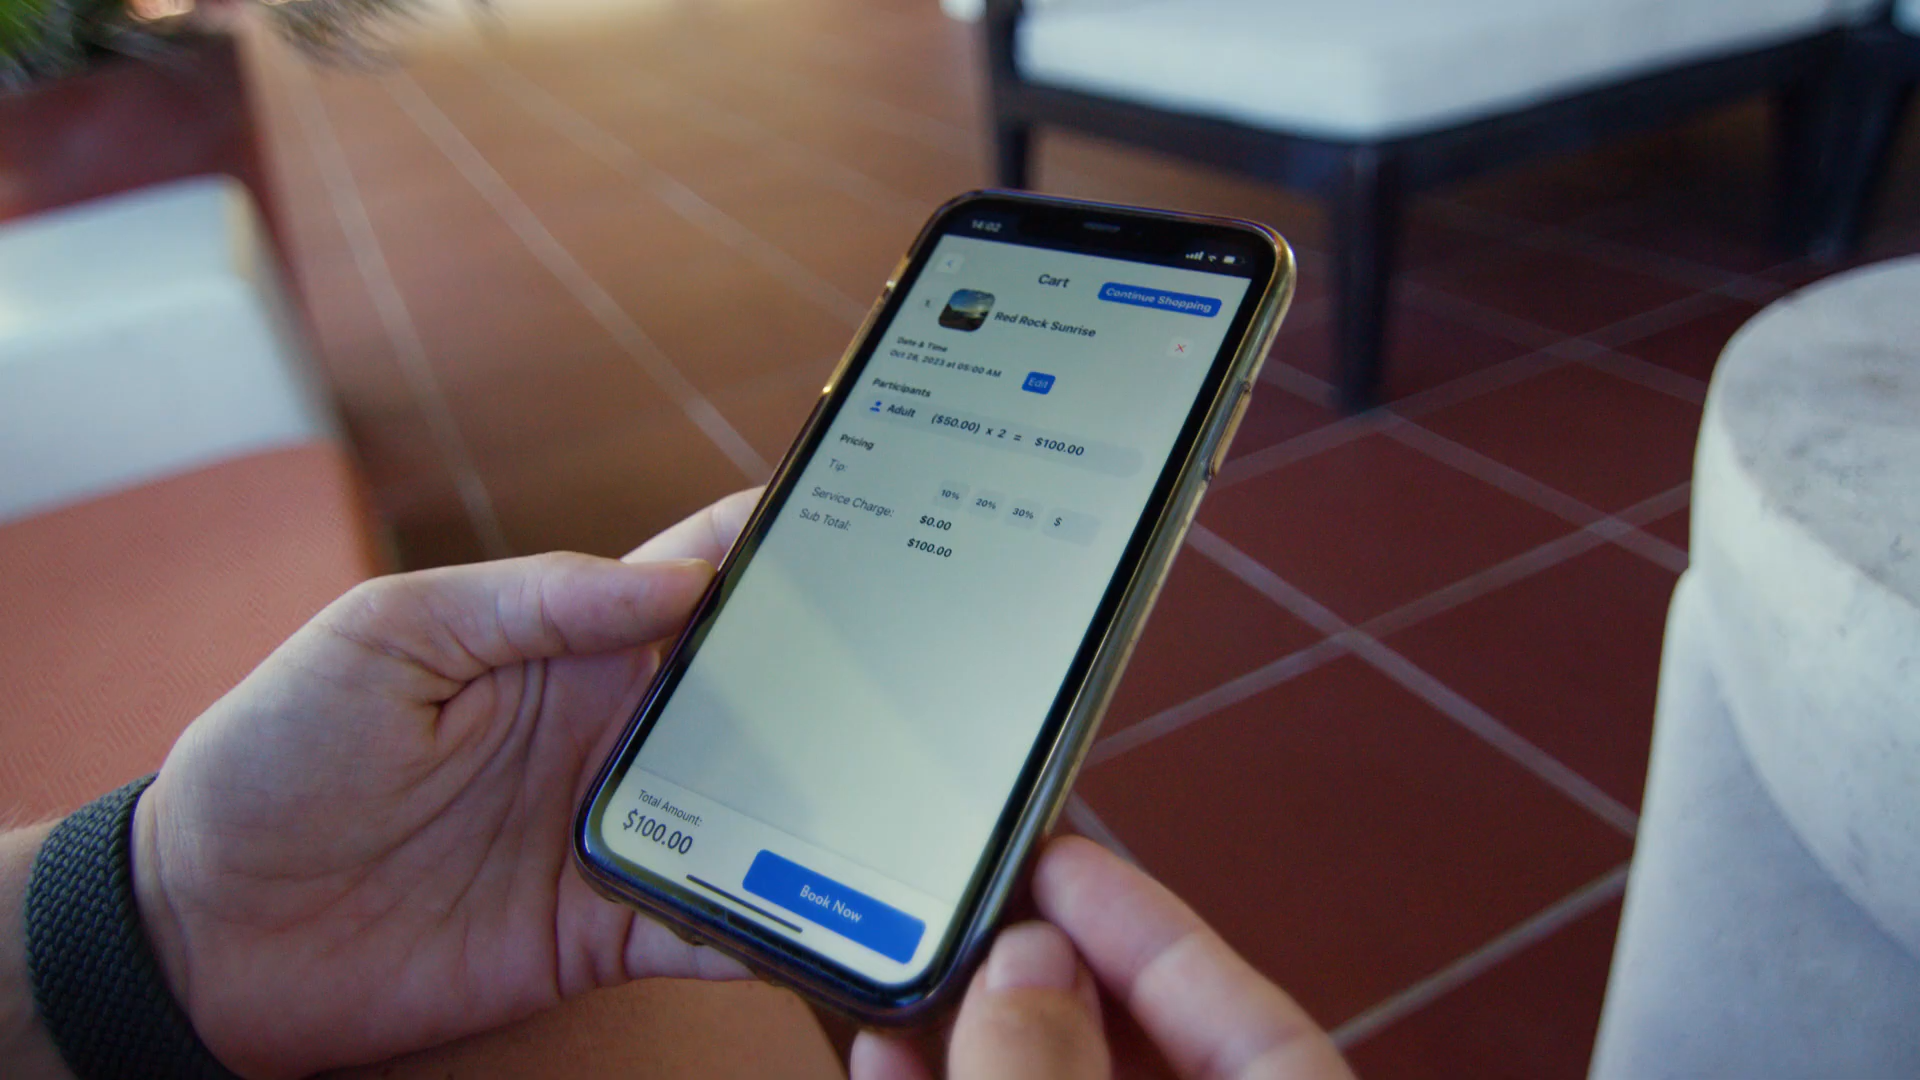 14:02
Cart
Continue Shopping
1.
Red Rock Sunrise
Date & Time
Oct 28, 2023 at 05:00 AM
Edit
Participants
Adult ($50.00) x 2 = $100.00
Pricing
Tip:
10% 20% 30% $
Service Charge: $0.00
Sub Total: $100.00
Total Amount:
$100.00
Book Now